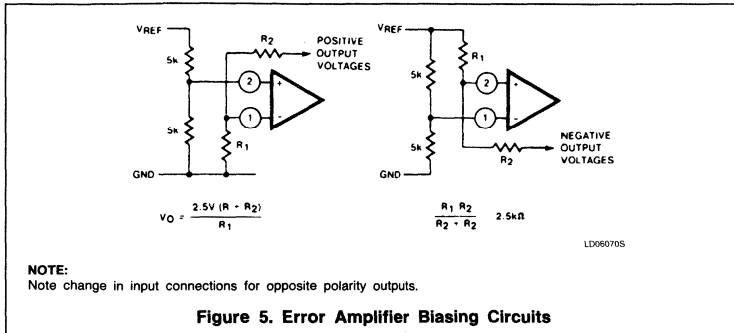 VREF
R2
POSITIVE
OUTPUT
VOLTAGES
5k
2
+
1
-
5k
R1
GND
VO = 2.5V (R - R2)
R1
VREF
R1
5k
2
+
1
-
5k
NEGATIVE
OUTPUT
VOLTAGES
R2
GND
R1 R2
R2 - R2
2.5kΩ
LD06070S
NOTE:
Note change in input connections for opposite polarity outputs.
Figure 5. Error Amplifier Biasing Circuits